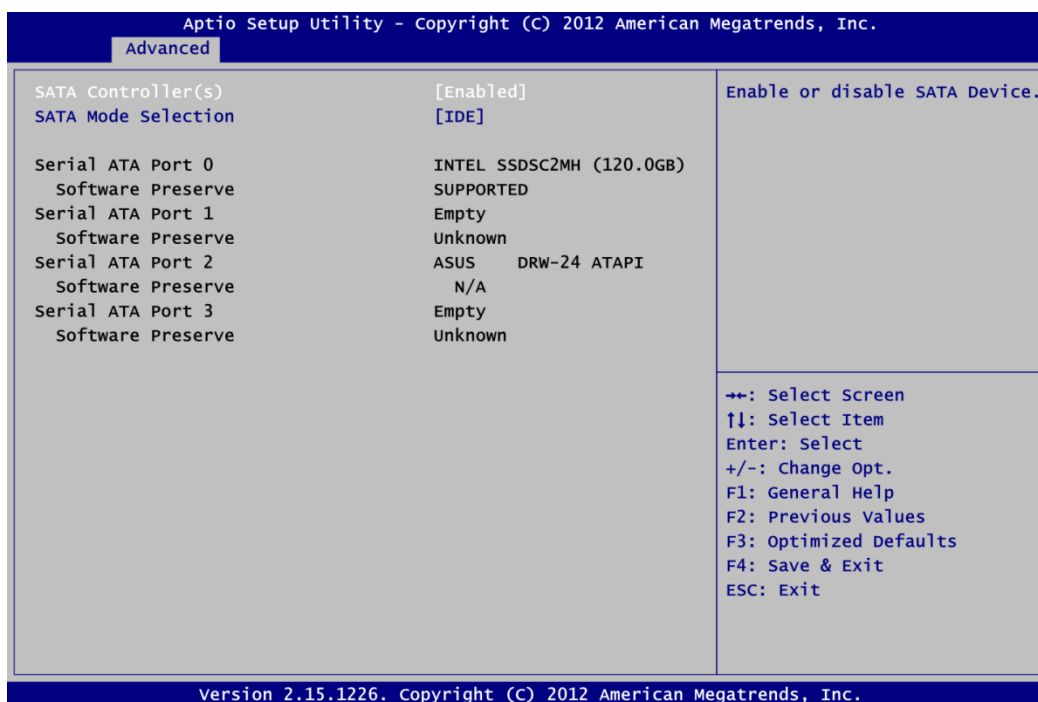 Aptio Setup Utility – Copyright (C) 2012 American Megatrends, Inc.
Advanced
SATA Controller(s) [Enabled]
SATA Mode Selection [IDE]
Serial ATA Port 0 INTEL SSDSC2MH (120.0GB)
Software Preserve SUPPORTED
Serial ATA Port 1 Empty
Software Preserve Unknown
Serial ATA Port 2 ASUS DRW-24 ATAPI
Software Preserve N/A
Serial ATA Port 3 Empty
Software Preserve Unknown
Enable or disable SATA Device.
→←: Select Screen
↑↓: Select Item
Enter: Select
+/-: Change Opt.
F1: General Help
F2: Previous Values
F3: Optimized Defaults
F4: Save & Exit
ESC: Exit
Version 2.15.1226. Copyright (C) 2012 American Megatrends, Inc.